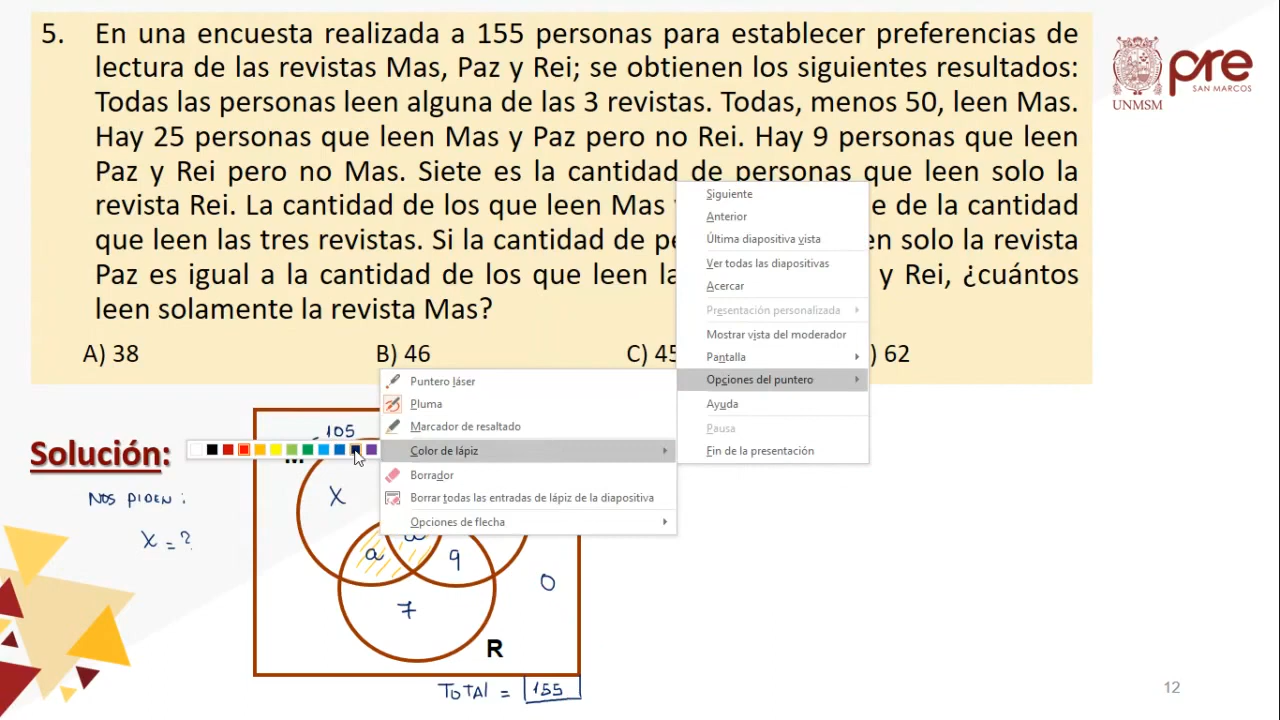 5. En una encuesta realizada a 155 personas para establecer preferencias de
lectura de las revistas Mas, Paz y Rei; se obtienen los siguientes resultados:
Todas las personas leen alguna de las 3 revistas. Todas, menos 50, leen Mas.
Hay 25 personas que leen Mas y Paz pero no Rei. Hay 9 personas que leen
Paz y Rei pero no Mas. Siete es la cantidad de personas que leen solo la
revista Rei. La cantidad de los que leen Mas e de la cantidad
que leen las tres revistas. Si la cantidad de en solo la revista
Paz es igual a la cantidad de los que leen la y Rei, ¿cuántos
leen solamente la revista Mas?
A) 38 B) 46 C) 45 ) 62
pre
SAN MARCOS
UNMSM
Siguiente
Anterior
Última diapositiva vista
Ver todas las diapositivas
Acercar
Presentación personalizada
Mostrar vista del moderador
Pantalla
Opciones del puntero
Ayuda
Pausa
Fin de la presentación
Puntero láser
Pluma
Marcador de resaltado
Color de lápiz
Borrador
Borrar todas las entradas de lápiz de la diapositiva
Opciones de flecha
Solución:
NOS PIDEN :
X = ?
105
M
X
a
9
0
7
R
TOTAL = 155
12